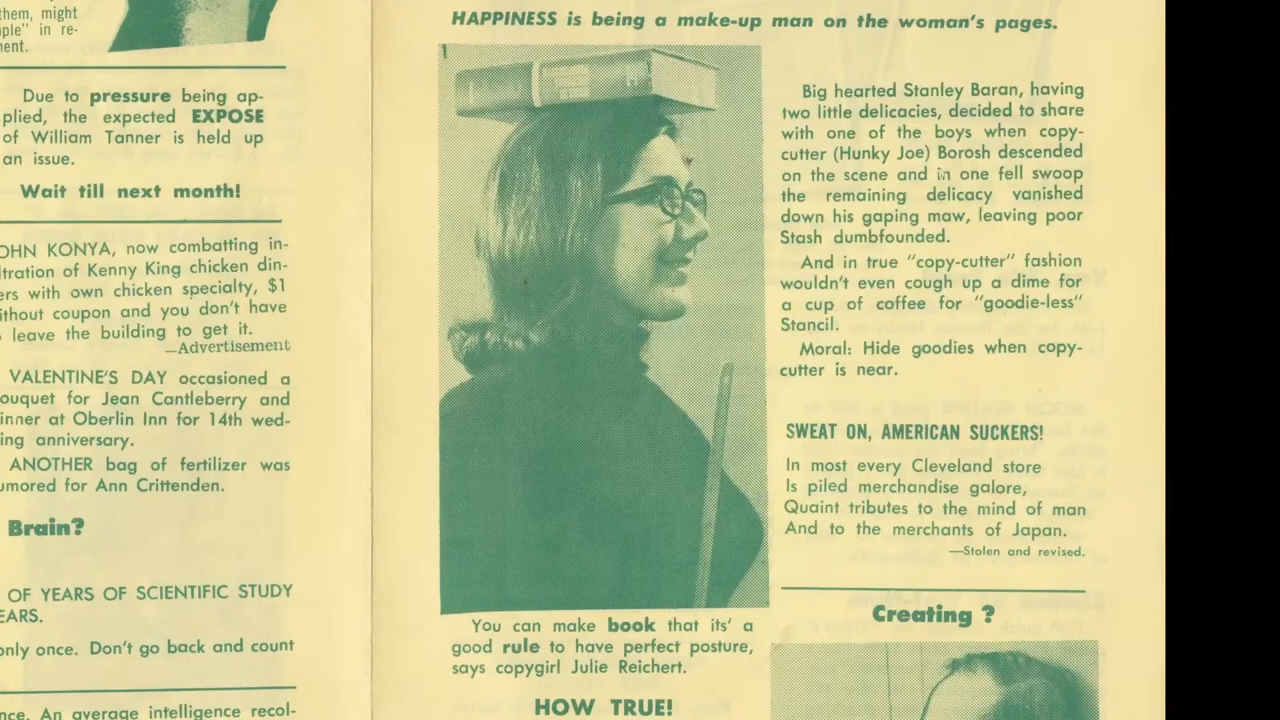 them, might
ple" in re-
ment.
Due to pressure being ap-
plied, the expected EXPOSE
of William Tanner is held up
an issue.
Wait till next month!
OHN KONYA, now combatting in-
ltration of Kenny King chicken din-
ers with own chicken specialty, $1
ithout coupon and you don't have
leave the building to get it.
—Advertisement
VALENTINE'S DAY occasioned a
ouquet for Jean Cantleberry and
inner at Oberlin Inn for 14th wed-
ing anniversary.
ANOTHER bag of fertilizer was
umored for Ann Crittenden.
Brain?
OF YEARS OF SCIENTIFIC STUDY
EARS.
only once. Don't go back and count
nce. An average intelligence recol-
HAPPINESS is being a make-up man on the woman's pages.
You can make book that its' a
good rule to have perfect posture,
says copygirl Julie Reichert.
HOW TRUE!
Big hearted Stanley Baran, having
two little delicacies, decided to share
with one of the boys when copy-
cutter (Hunky Joe) Borosh descended
on the scene and in one fell swoop
the remaining delicacy vanished
down his gaping maw, leaving poor
Stash dumbfounded.
And in true "copy-cutter" fashion
wouldn't even cough up a dime for
a cup of coffee for "goodie-less"
Stancil.
Moral: Hide goodies when copy-
cutter is near.
SWEAT ON, AMERICAN SUCKERS!
In most every Cleveland store
Is piled merchandise galore,
Quaint tributes to the mind of man
And to the merchants of Japan.
—Stolen and revised.
Creating ?